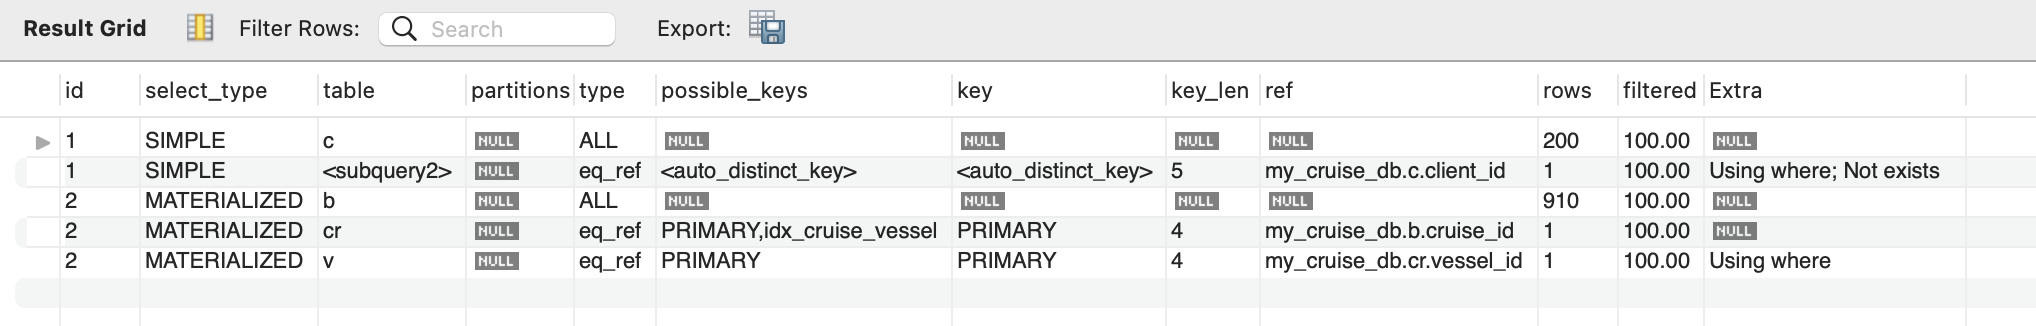 Result Grid Filter Rows: Search Export:
id select_type table partitions type possible_keys key key_len ref rows filtered Extra
1 SIMPLE c NULL ALL NULL NULL NULL NULL 200 100.00 NULL
1 SIMPLE <subquery2> NULL eq_ref <auto_distinct_key> <auto_distinct_key> 5 my_cruise_db.c.client_id 1 100.00 Using where; Not exists
2 MATERIALIZED b NULL ALL NULL NULL NULL NULL 910 100.00 NULL
2 MATERIALIZED cr NULL eq_ref PRIMARY,idx_cruise_vessel PRIMARY 4 my_cruise_db.b.cruise_id 1 100.00 NULL
2 MATERIALIZED v NULL eq_ref PRIMARY PRIMARY 4 my_cruise_db.cr.vessel_id 1 100.00 Using where